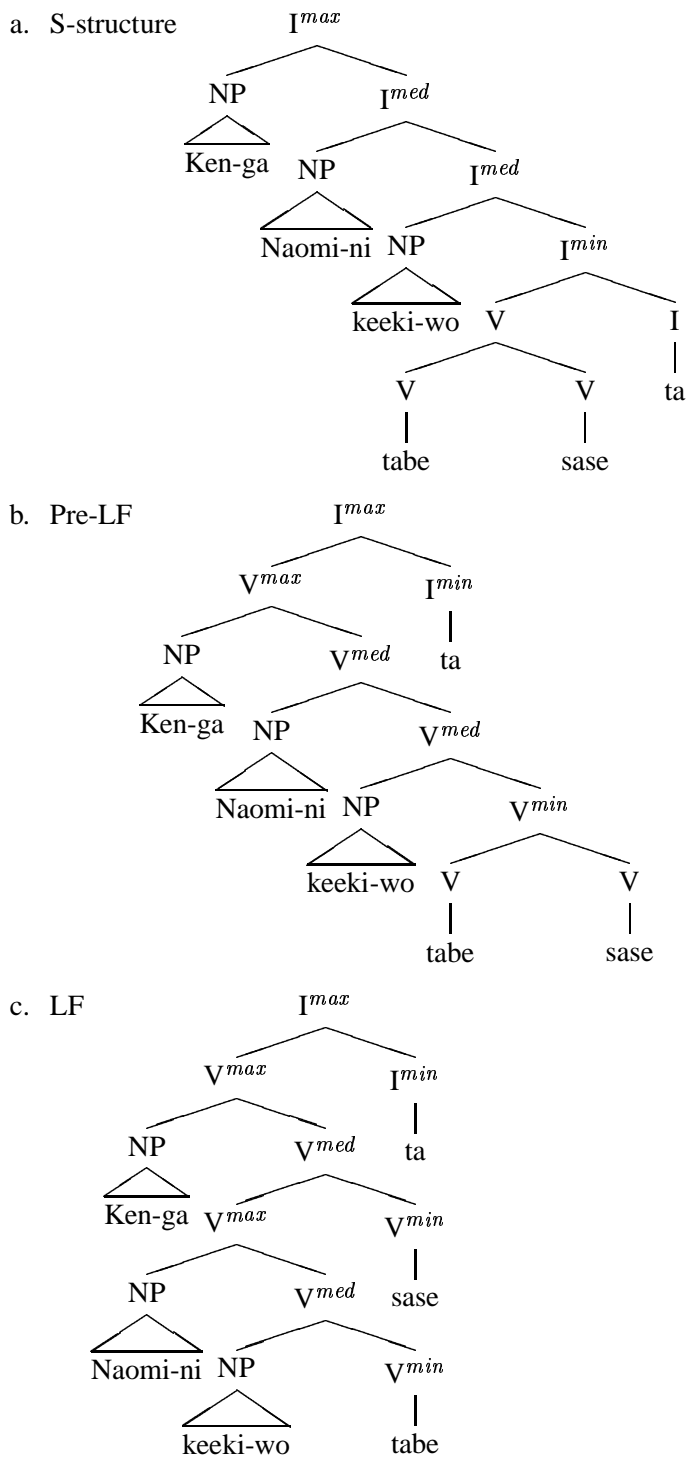 a. S-structure I^max
NP I^med
Ken-ga NP I^med
Naomi-ni NP I^min
keeki-wo V I
V V ta
tabe sase
b. Pre-LF I^max
V^max I^min
NP V^med ta
Ken-ga NP V^med
Naomi-ni NP V^min
keeki-wo V V
tabe sase
c. LF I^max
V^max I^min
NP V^med ta
Ken-ga V^max V^min
NP V^med sase
Naomi-ni NP V^min
keeki-wo tabe